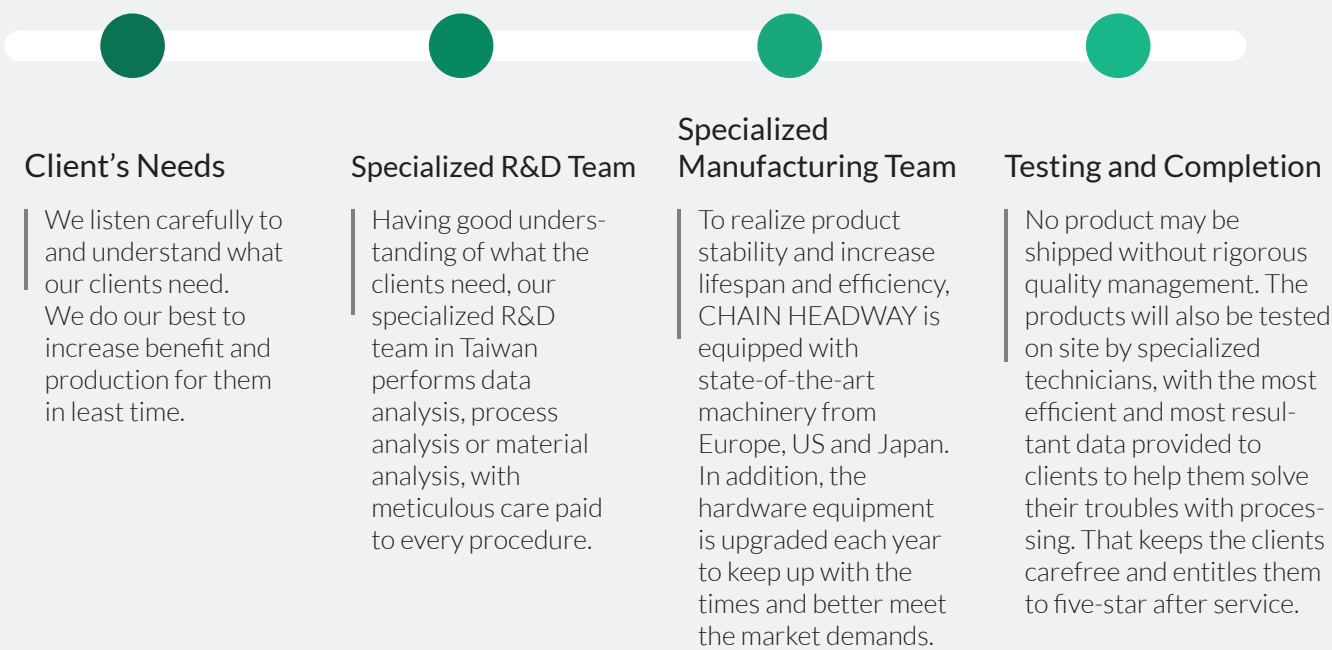 Client's Needs
We listen carefully to
and understand what
our clients need.
We do our best to
increase benefit and
production for them
in least time.
Specialized R&D Team
Having good unders-
tanding of what the
clients need, our
specialized R&D
team in Taiwan
performs data
analysis, process
analysis or material
analysis, with
meticulous care paid
to every procedure.
Specialized
Manufacturing Team
To realize product
stability and increase
lifespan and efficiency,
CHAIN HEADWAY is
equipped with
state-of-the-art
machinery from
Europe, US and Japan.
In addition, the
hardware equipment
is upgraded each year
to keep up with the
times and better meet
the market demands.
Testing and Completion
No product may be
shipped without rigorous
quality management. The
products will also be tested
on site by specialized
technicians, with the most
efficient and most resul-
tant data provided to
clients to help them solve
their troubles with proces-
sing. That keeps the clients
carefree and entitles them
to five-star after service.